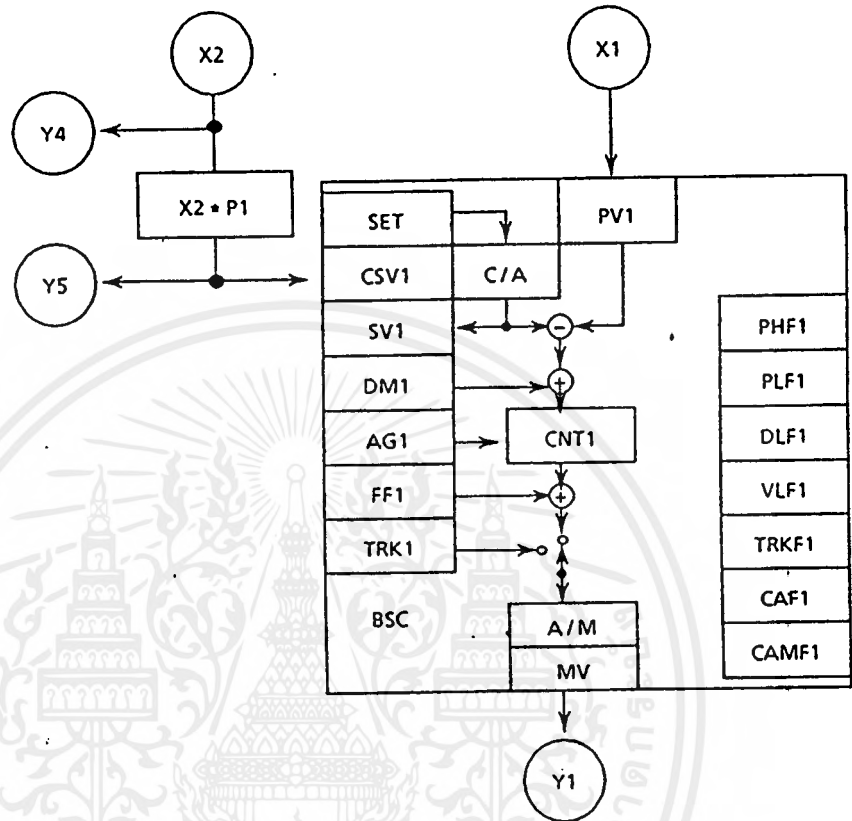 X2
X1
Y4
X2 * P1
PV1
SET
Y5
CSV1
C/A
SV1
−
PHF1
DM1
+
PLF1
AG1
CNT1
DLF1
FF1
+
VLF1
TRK1
TRKF1
BSC
A/M
CAF1
MV
CAMF1
Y1